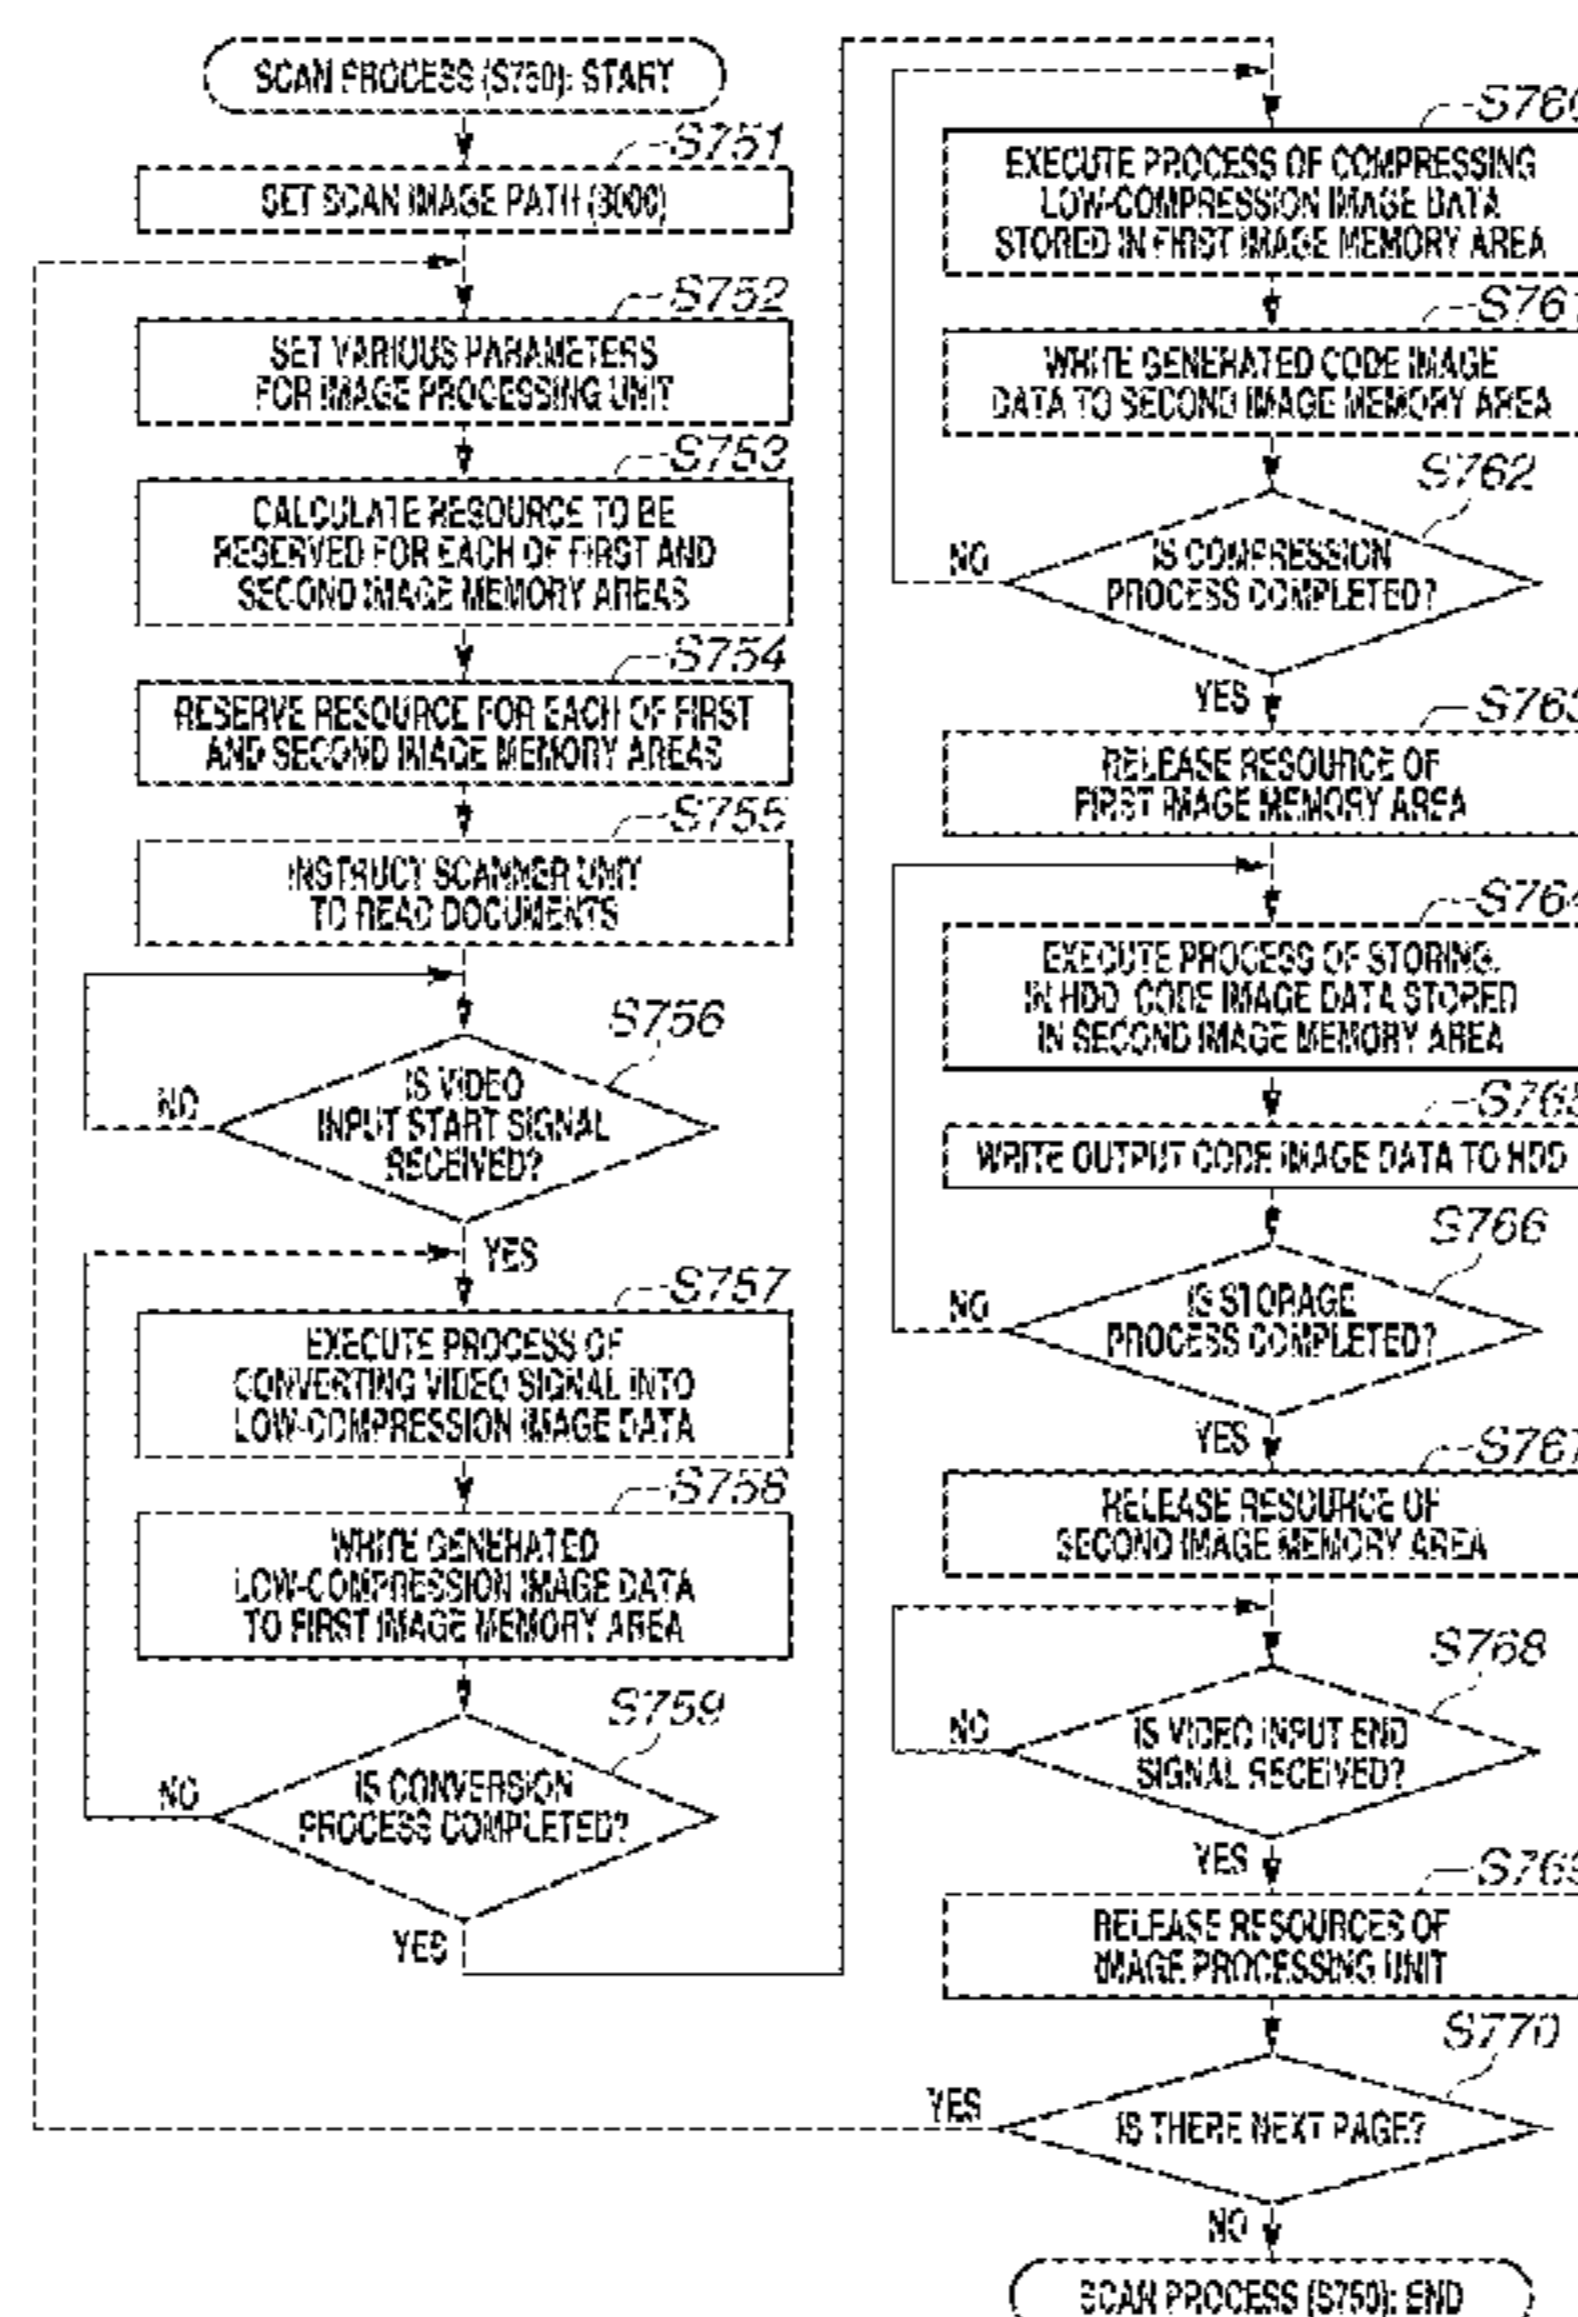 SCAN PROCESS (S750): START
S751
SET SCAN IMAGE PATH (3000)
S752
SET VARIOUS PARAMETERS
FOR IMAGE PROCESSING UNIT
S753
CALCULATE RESOURCE TO BE
RESERVED FOR EACH OF FIRST AND
SECOND IMAGE MEMORY AREAS
S754
RESERVE RESOURCE FOR EACH OF FIRST
AND SECOND IMAGE MEMORY AREAS
S755
INSTRUCT SCANNER UNIT
TO READ DOCUMENTS
S756
IS VIDEO
INPUT START SIGNAL
RECEIVED?
NO
YES
S757
EXECUTE PROCESS OF
CONVERTING VIDEO SIGNAL INTO
LOW-COMPRESSION IMAGE DATA
S758
WRITE GENERATED
LOW-COMPRESSION IMAGE DATA
TO FIRST IMAGE MEMORY AREA
S759
IS CONVERSION
PROCESS COMPLETED?
NO
YES
S760
EXECUTE PROCESS OF COMPRESSING
LOW-COMPRESSION IMAGE DATA
STORED IN FIRST IMAGE MEMORY AREA
S761
WRITE GENERATED CODE IMAGE
DATA TO SECOND IMAGE MEMORY AREA
S762
IS COMPRESSION
PROCESS COMPLETED?
NO
YES
S763
RELEASE RESOURCE OF
FIRST IMAGE MEMORY AREA
S764
EXECUTE PROCESS OF STORING,
IN HDD, CODE IMAGE DATA STORED
IN SECOND IMAGE MEMORY AREA
S765
WRITE OUTPUT CODE IMAGE DATA TO HDD
S766
IS STORAGE
PROCESS COMPLETED?
NO
YES
S767
RELEASE RESOURCE OF
SECOND IMAGE MEMORY AREA
S768
IS VIDEO INPUT END
SIGNAL RECEIVED?
NO
YES
S769
RELEASE RESOURCES OF
IMAGE PROCESSING UNIT
S770
IS THERE NEXT PAGE?
YES
NO
SCAN PROCESS (S750): END